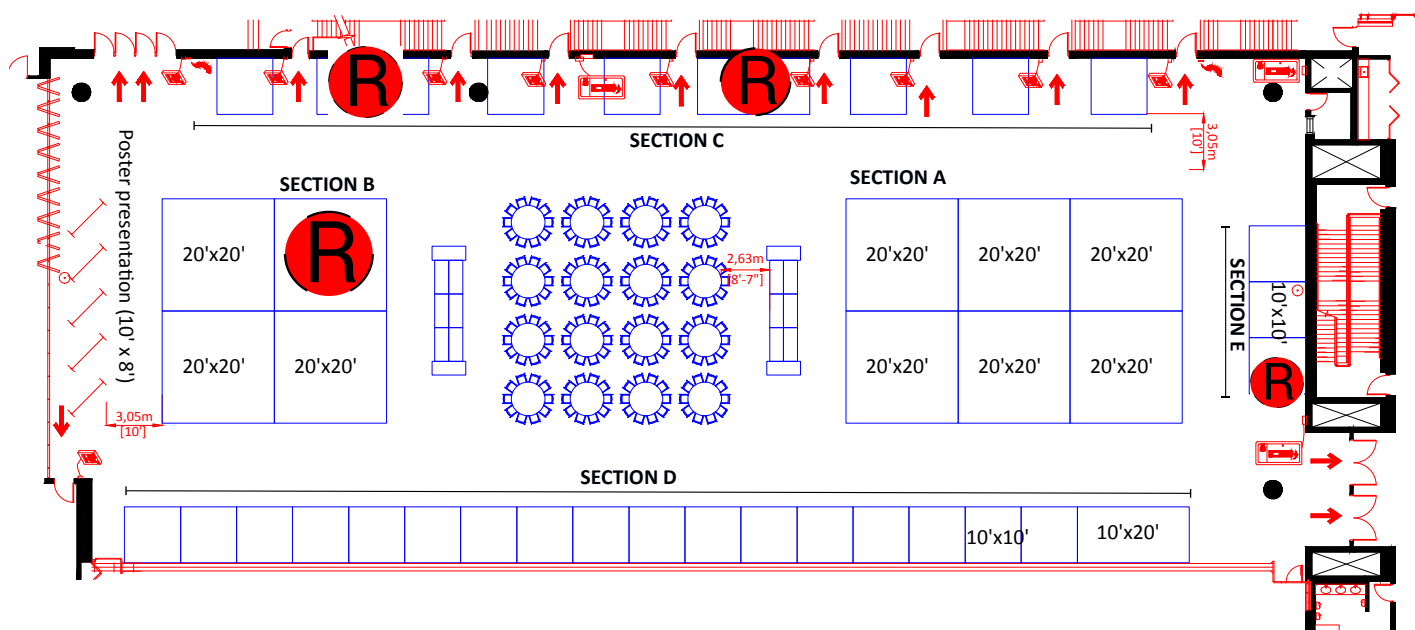 R
R
SECTION C
3,05m
[10']
Poster presentation (10' x 8')
SECTION B
SECTION A
20'x20'
R
20'x20'
20'x20'
20'x20'
2,63m
[8'-7"]
SECTION E
10'x10'
20'x20'
20'x20'
20'x20'
20'x20'
20'x20'
R
3,05m
[10']
SECTION D
10'x10'
10'x20'